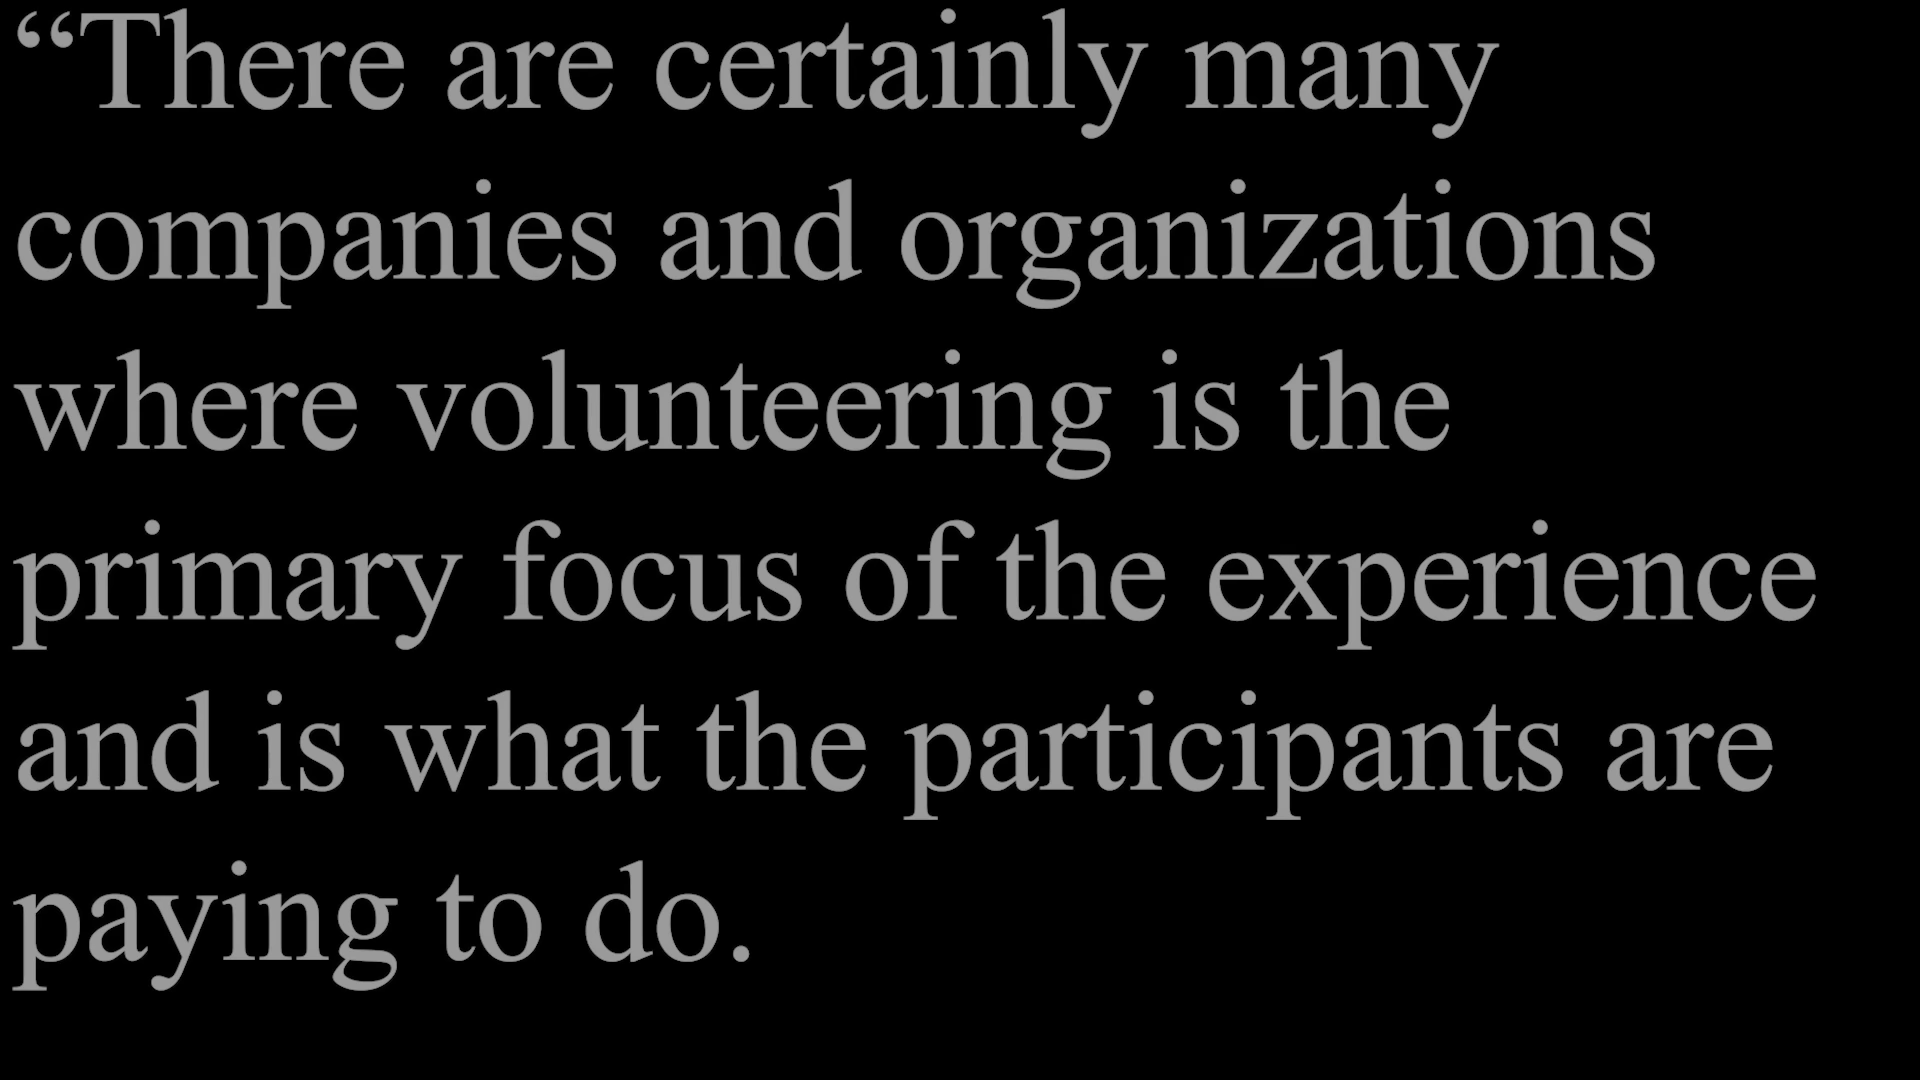 “There are certainly many
companies and organizations
where volunteering is the
primary focus of the experience
and is what the participants are
paying to do.